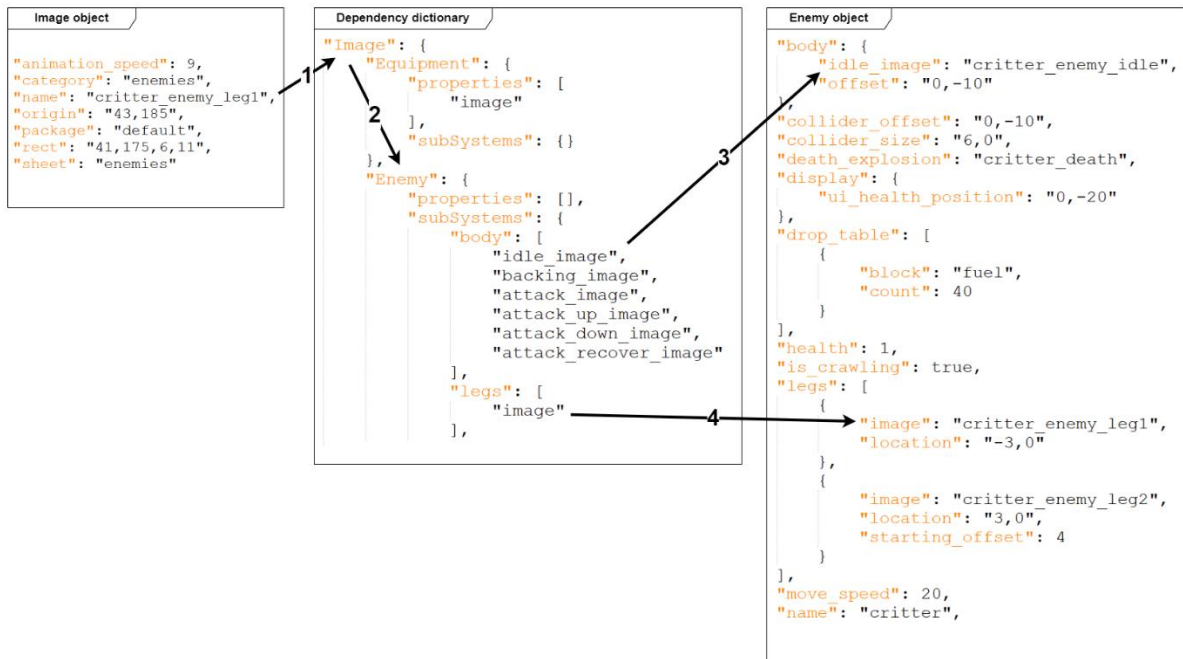 Image object
"animation_speed": 9,
"category": "enemies",
"name": "critter_enemy_leg1",
"origin": "43,185",
"package": "default",
"rect": "41,175,6,11",
"sheet": "enemies"
1
Dependency dictionary
"Image": {
"Equipment": {
"properties": [
"image"
],
"subSystems": {}
},
2
"Enemy": {
"properties": [],
"subSystems": {
"body": [
"idle_image",
"backing_image",
"attack_image",
"attack_up_image",
"attack_down_image",
"attack_recover_image"
],
"legs": [
"image"
],
3
4
Enemy object
"body": {
"idle_image": "critter_enemy_idle",
"offset": "0,-10"
},
"collider_offset": "0,-10",
"collider_size": "6,0",
"death_explosion": "critter_death",
"display": {
"ui_health_position": "0,-20"
},
"drop_table": [
{
"block": "fuel",
"count": 40
}
],
"health": 1,
"is_crawling": true,
"legs": [
{
"image": "critter_enemy_leg1",
"location": "-3,0"
},
{
"image": "critter_enemy_leg2",
"location": "3,0",
"starting_offset": 4
}
],
"move_speed": 20,
"name": "critter",